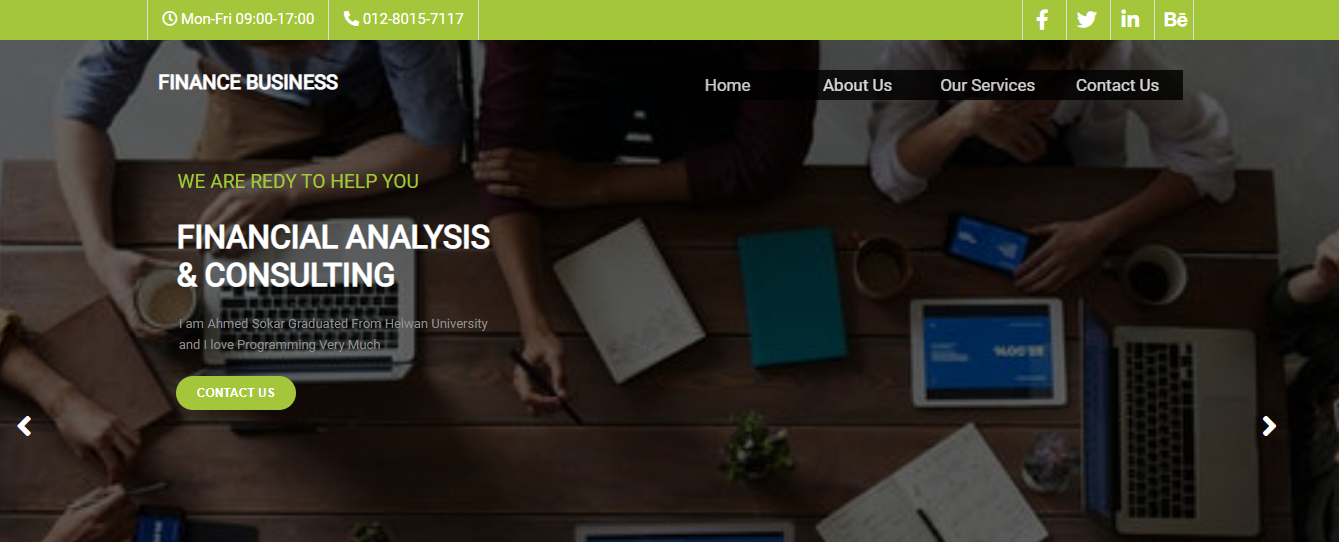 Mon-Fri 09:00-17:00 012-8015-7117 Bē
FINANCE BUSINESS Home About Us Our Services Contact Us
WE ARE REDY TO HELP YOU
FINANCIAL ANALYSIS
& CONSULTING
I am Ahmed Sokar Graduated From Helwan University
and I love Programming Very Much
CONTACT US